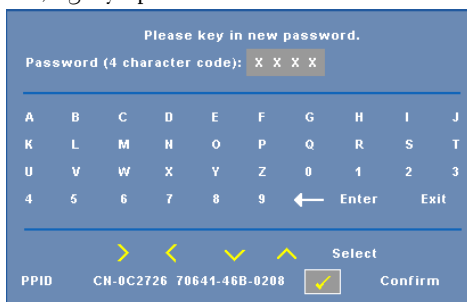 Please key in new password.
Password (4 character code): X X X X
A B C D E F G H I J
K L M N O P Q R S T
U V W X Y Z 0 1 2 3
4 5 6 7 8 9 Enter Exit
Select
PPID CN-0C2726 70641-46B-0208 Confirm